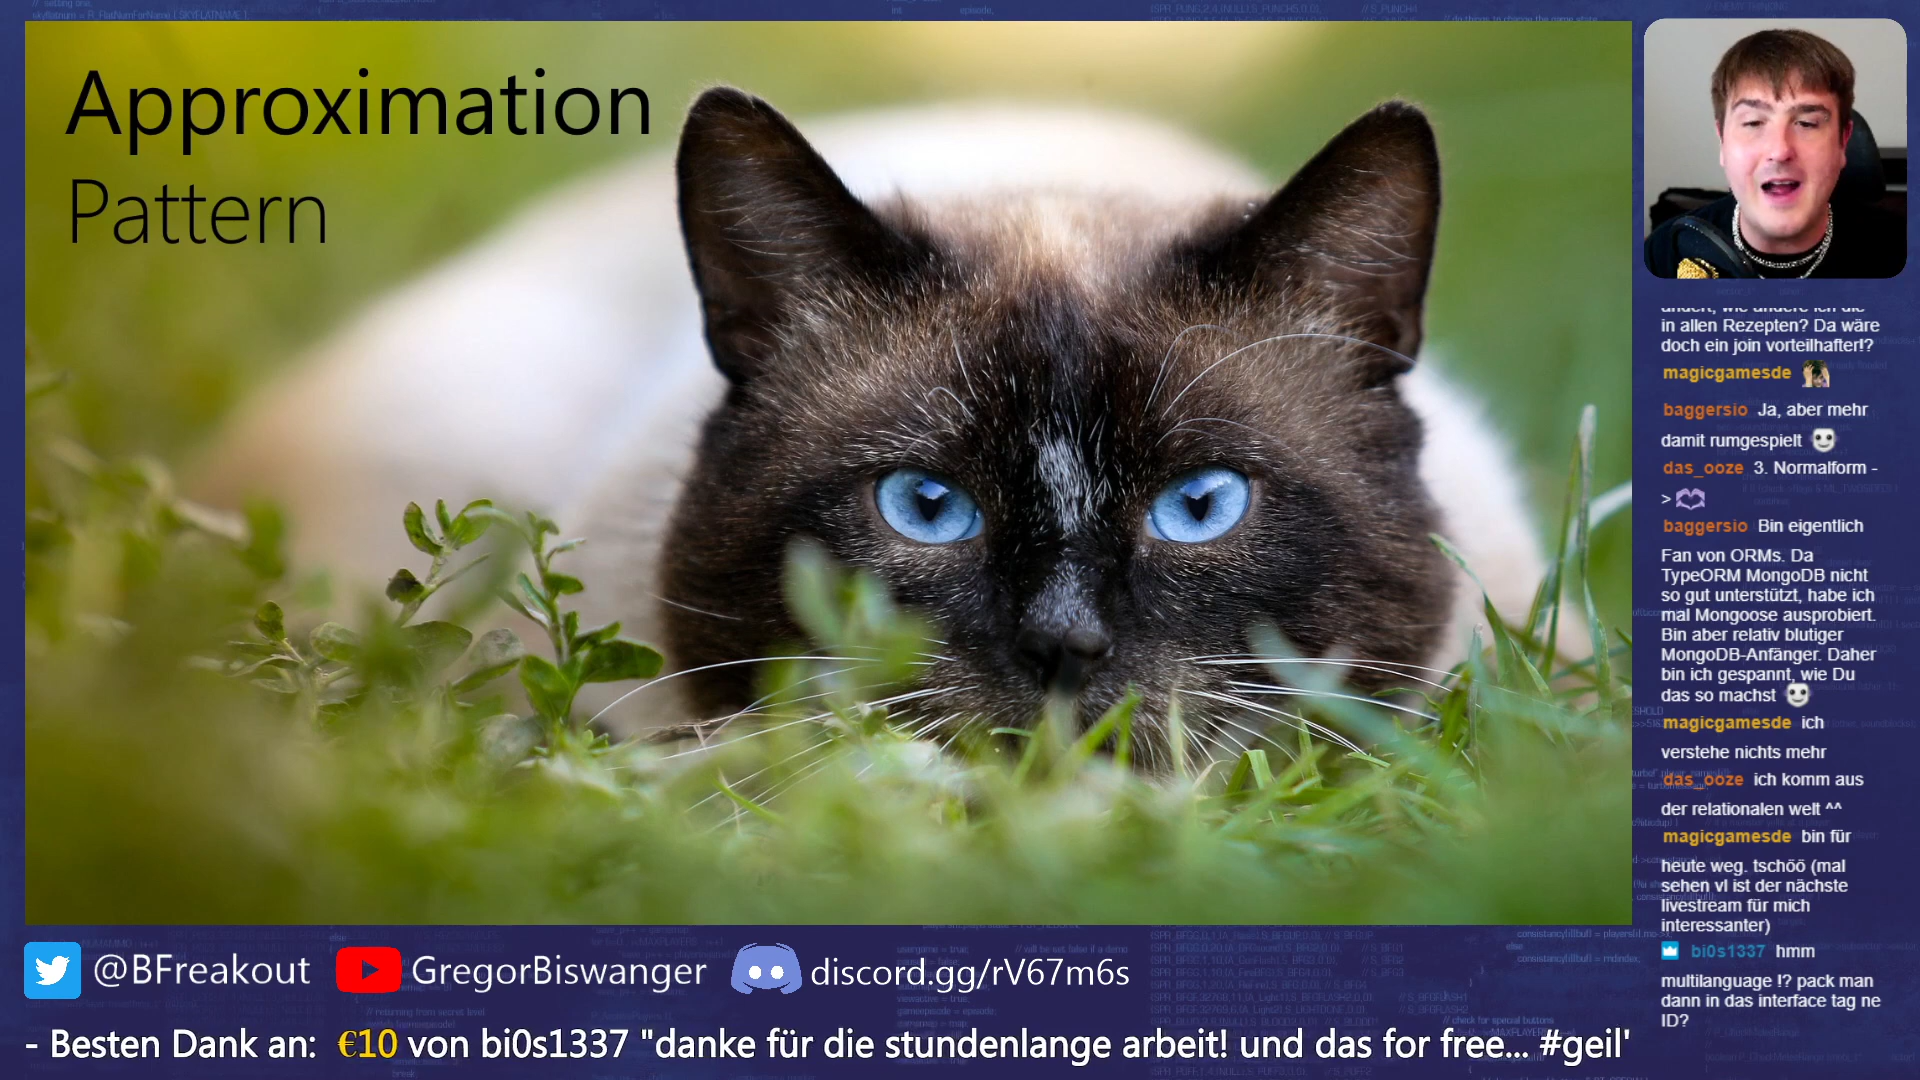 Approximation
Pattern
in allen Rezepten? Da wäre
doch ein join vorteilhafter!?
magicgamesde
baggersio Ja, aber mehr
damit rumgespielt
das_ooze 3. Normalform -
>
baggersio Bin eigentlich
Fan von ORMs. Da
TypeORM MongoDB nicht
so gut unterstützt, habe ich
mal Mongoose ausprobiert.
Bin aber relativ blutiger
MongoDB-Anfänger. Daher
bin ich gespannt, wie Du
das so machst
magicgamesde ich
verstehe nichts mehr
das_ooze ich komm aus
der relationalen welt ^^
magicgamesde bin für
heute weg. tschöö (mal
sehen vl ist der nächste
livestream für mich
interessanter)
bi0s1337 hmm
multilanguage !? pack man
dann in das interface tag ne
ID?
@BFreakout GregorBiswanger discord.gg/rV67m6s
- Besten Dank an: €10 von bi0s1337 "danke für die stundenlange arbeit! und das for free... #geil'